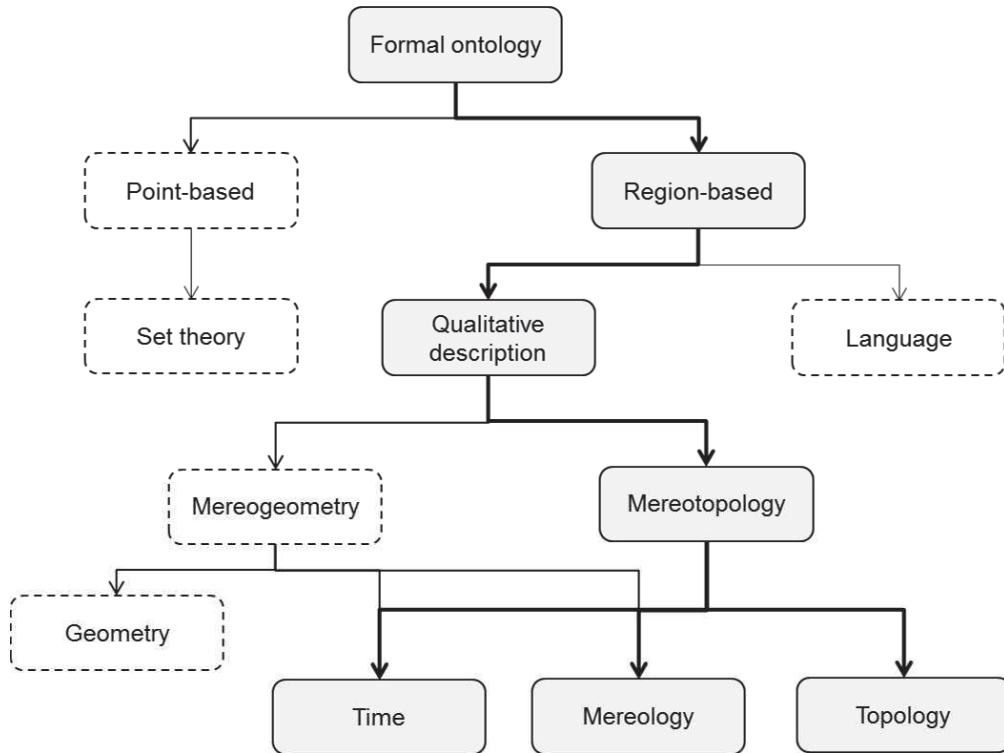 Formal ontology
Point-based
Region-based
Set theory
Qualitative
description
Language
Mereogeometry
Mereotopology
Geometry
Time
Mereology
Topology